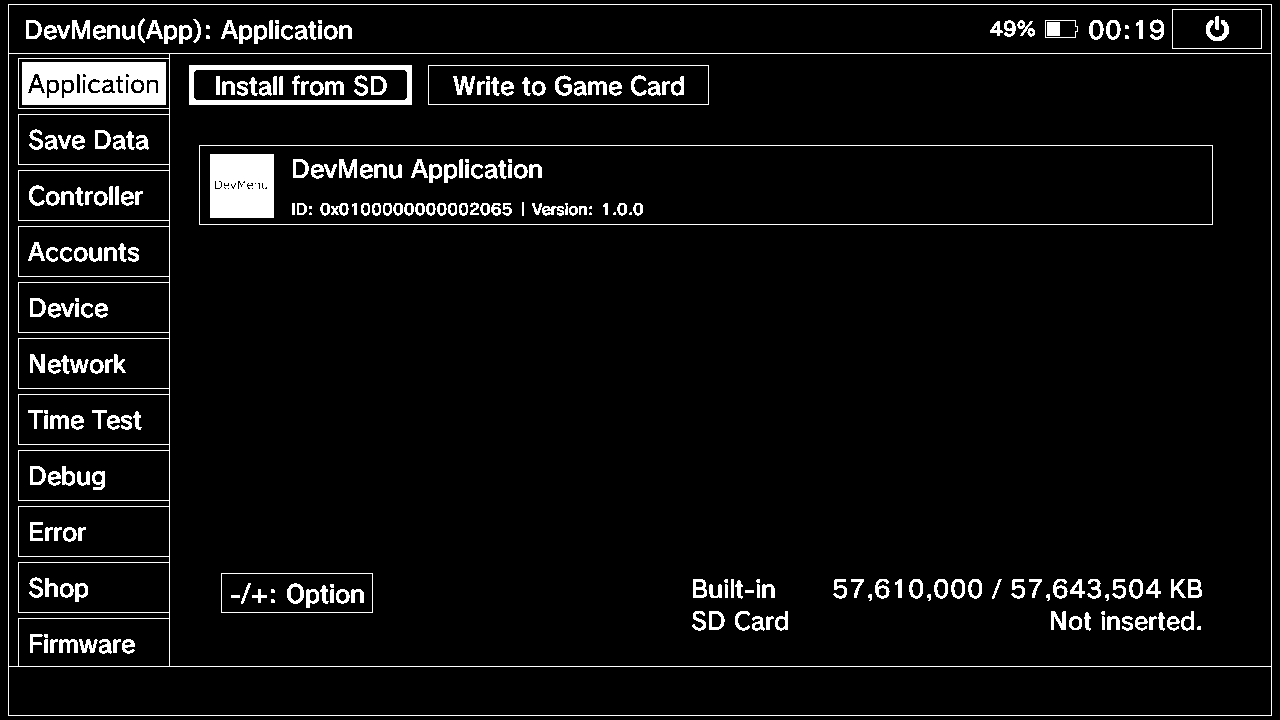 DevMenu(App): Application
49% 00:19
Application
Save Data
Controller
Accounts
Device
Network
Time Test
Debug
Error
Shop
Firmware
Install from SD
Write to Game Card
DevMenu
DevMenu Application
ID: 0x0100000000002065 | Version: 1.0.0
-/+: Option
Built-in 57,610,000 / 57,643,504 KB
SD Card Not inserted.